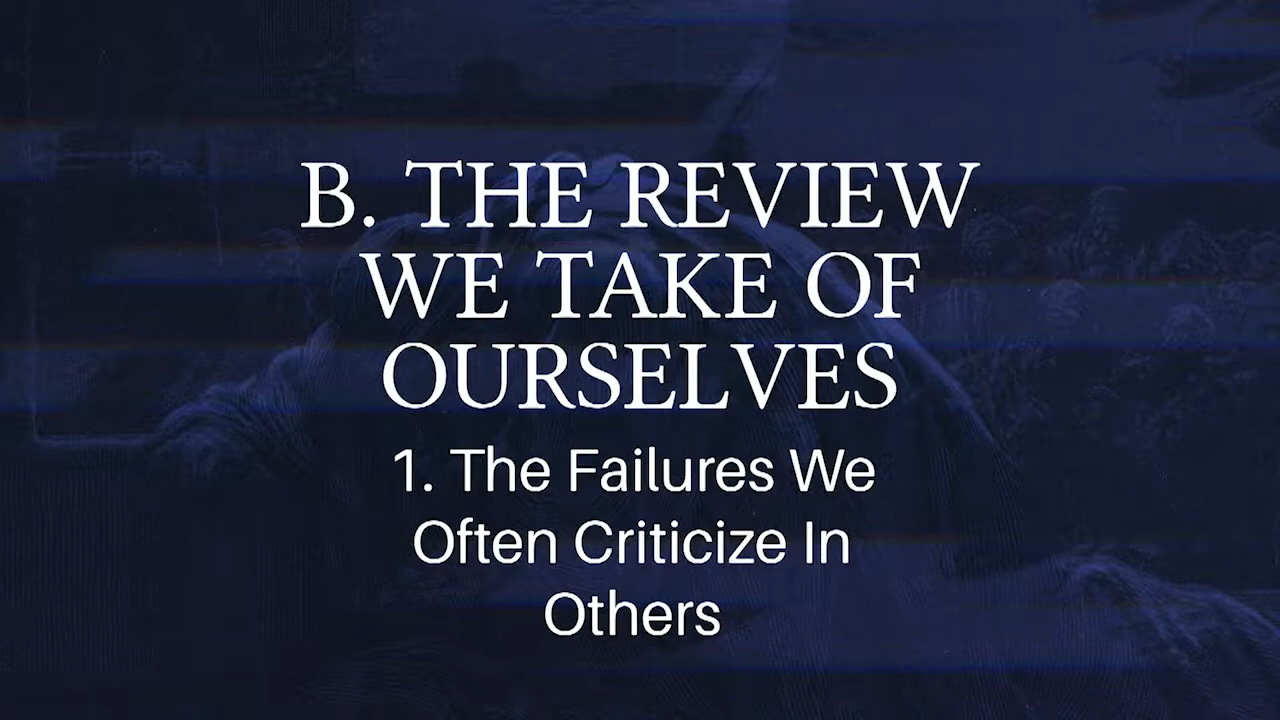 B. THE REVIEW
WE TAKE OF
OURSELVES
1. The Failures We
Often Criticize In
Others